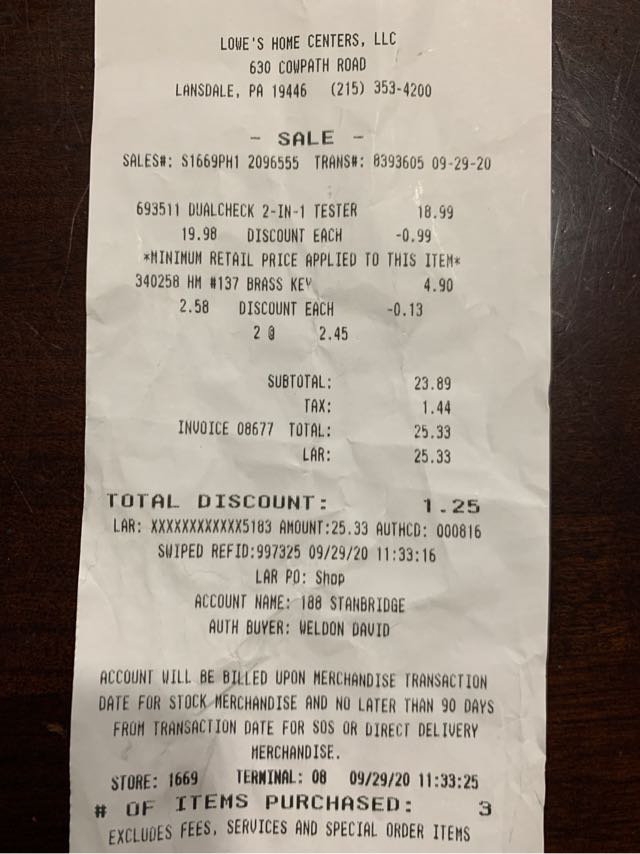 LOWE'S HOME CENTERS, LLC
630 COWPATH ROAD
LANSDALE, PA 19446 (215) 353-4200
- SALE -
SALES#: S1669PH1 2096555 TRANS#: 8393605 09-29-20
693511 DUALCHECK 2-IN-1 TESTER 18.99
19.98 DISCOUNT EACH -0.99
*MINIMUM RETAIL PRICE APPLIED TO THIS ITEM*
340258 HM #137 BRASS KEY 4.90
2.58 DISCOUNT EACH -0.13
2 @ 2.45
SUBTOTAL: 23.89
TAX: 1.44
INVOICE 08677 TOTAL: 25.33
LAR: 25.33
TOTAL DISCOUNT: 1.25
LAR: XXXXXXXXXXXX5183 AMOUNT:25.33 AUTHCD: 000816
SWIPED REFID:997325 09/29/20 11:33:16
LAR PO: Shop
ACCOUNT NAME: 188 STANBRIDGE
AUTH BUYER: WELDON DAVID
ACCOUNT WILL BE BILLED UPON MERCHANDISE TRANSACTION
DATE FOR STOCK MERCHANDISE AND NO LATER THAN 90 DAYS
FROM TRANSACTION DATE FOR SOS OR DIRECT DELIVERY
MERCHANDISE.
STORE: 1669 TERMINAL: 08 09/29/20 11:33:25
# OF ITEMS PURCHASED: 3
EXCLUDES FEES, SERVICES AND SPECIAL ORDER ITEMS